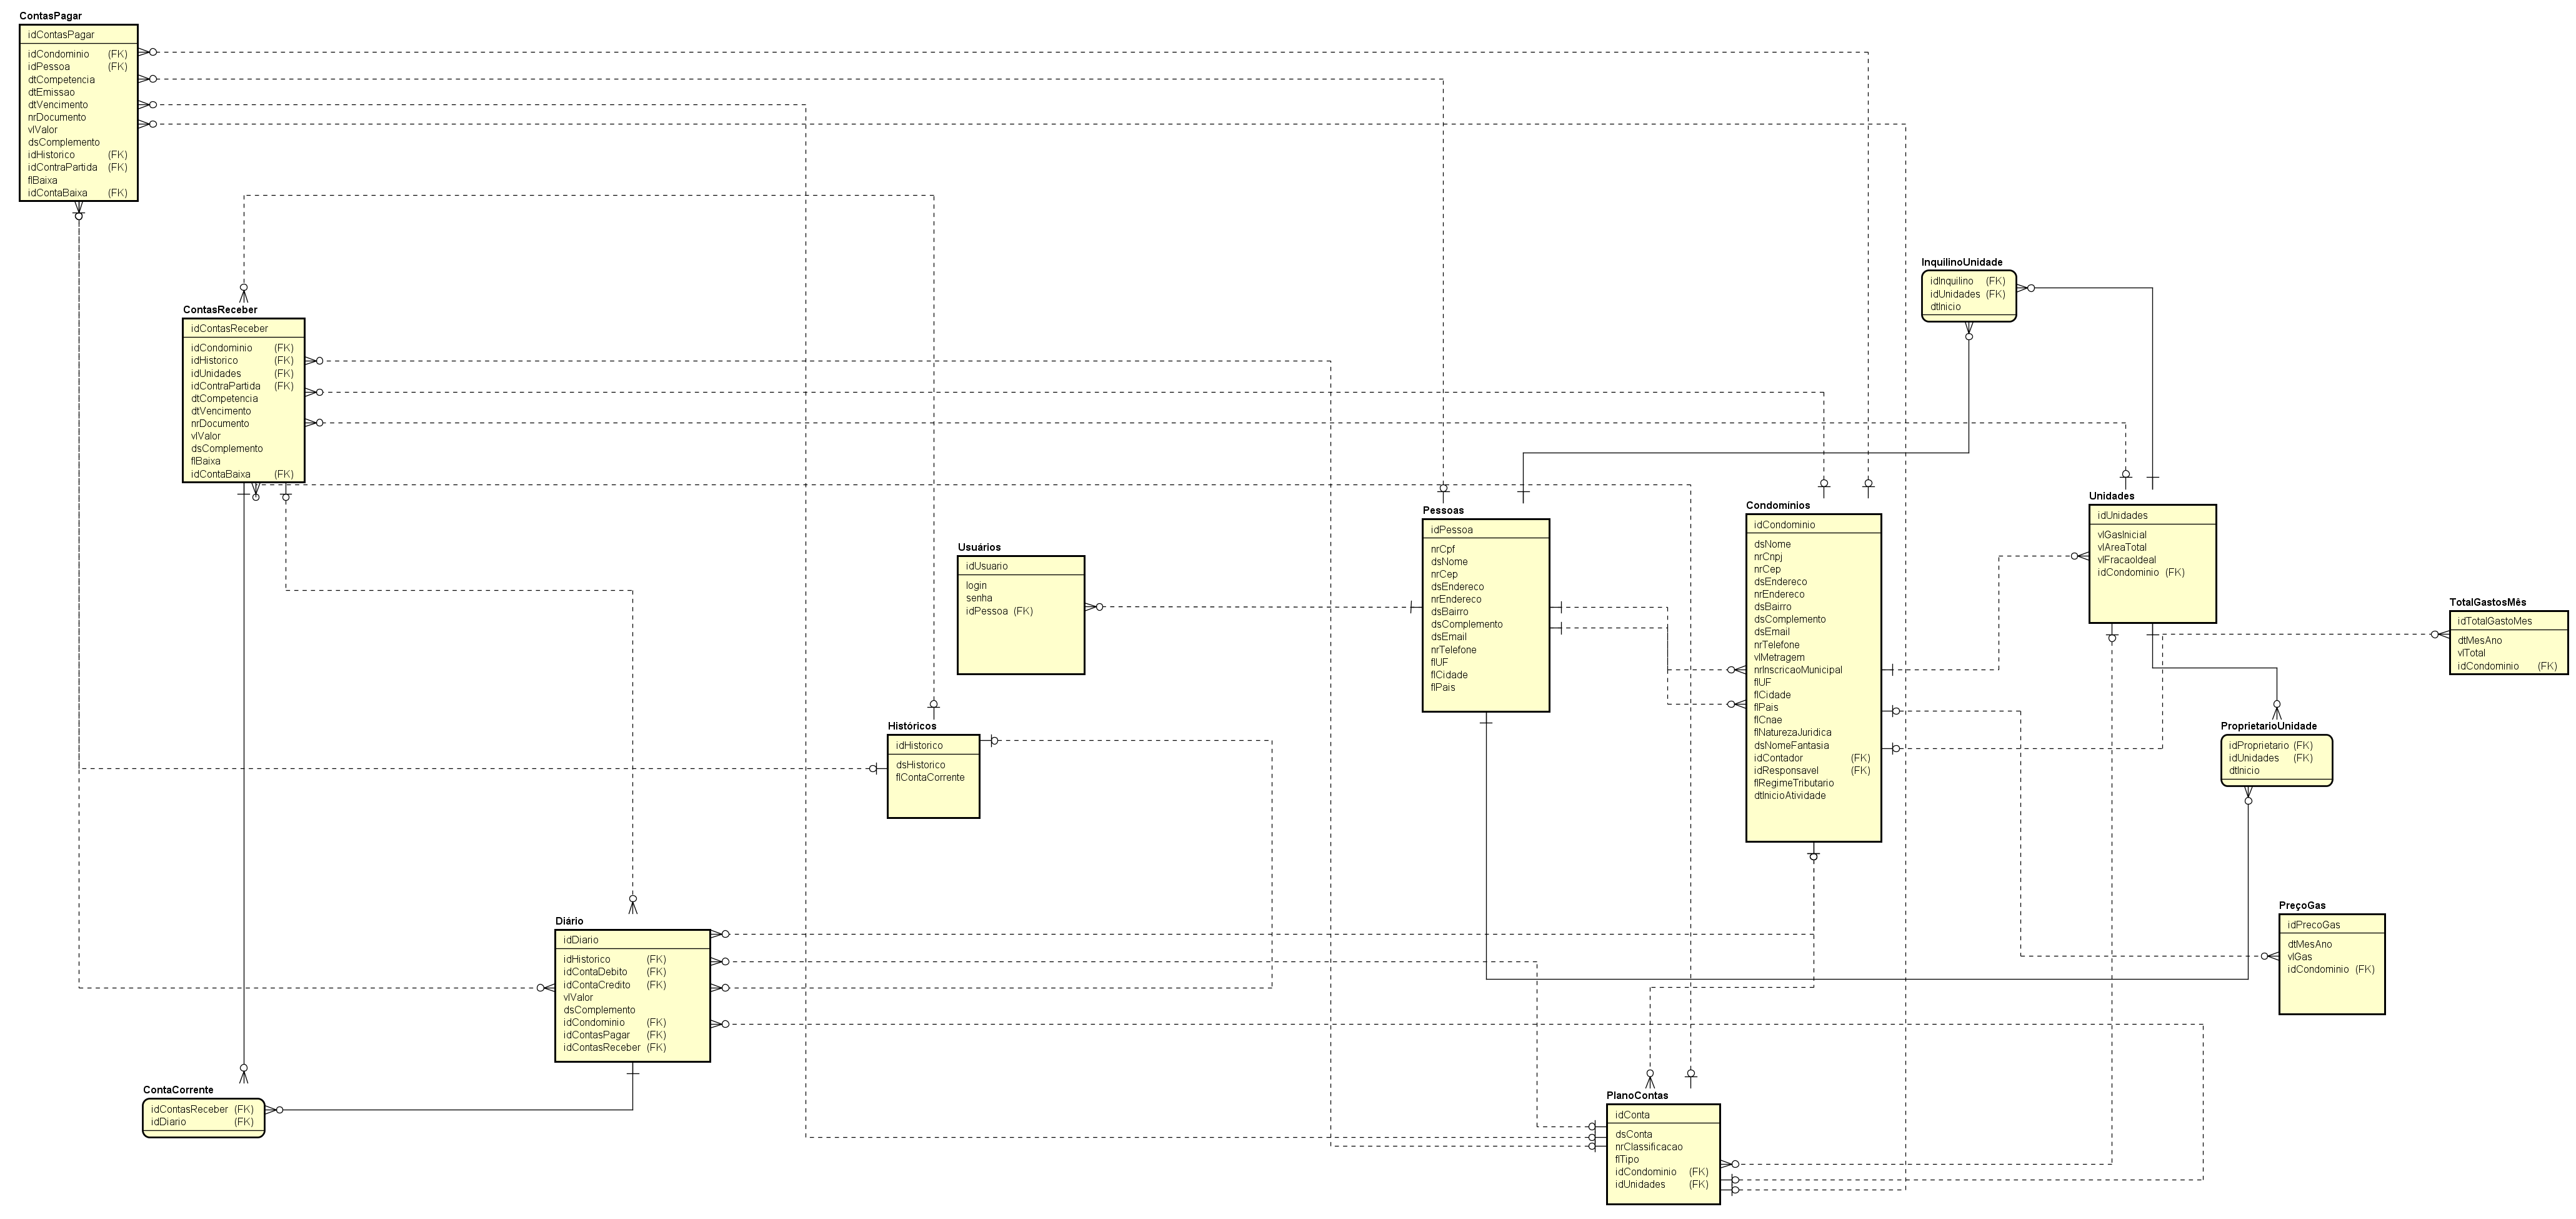 ContasPagar
idContasPagar
idCondominio (FK)
idPessoa (FK)
dtCompetencia
dtEmissao
dtVencimento
nrDocumento
vlValor
dsComplemento
idHistorico (FK)
idContraPartida (FK)
flBaixa
idContaBaixa (FK)
InquilinoUnidade
idInquilino (FK)
idUnidades (FK)
dtInicio
ContasReceber
idContasReceber
idCondominio (FK)
idHistorico (FK)
idUnidades (FK)
idContraPartida (FK)
dtCompetencia
dtVencimento
nrDocumento
vlValor
dsComplemento
flBaixa
idContaBaixa (FK)
Usuários
idUsuario
login
senha
idPessoa (FK)
Pessoas
idPessoa
nrCpf
dsNome
nrCep
dsEndereco
nrEndereco
dsBairro
dsComplemento
dsEmail
nrTelefone
flUF
flCidade
flPais
Condomínios
idCondominio
dsNome
nrCnpj
nrCep
dsEndereco
nrEndereco
dsBairro
dsComplemento
dsEmail
nrTelefone
vlMetragem
nrInscricaoMunicipal
flUF
flCidade
flPais
flCnae
flNaturezaJuridica
dsNomeFantasia
idContador (FK)
idResponsavel (FK)
flRegimeTributario
dtInicioAtividade
Unidades
idUnidades
vlGasInicial
vlAreaTotal
vlFracaoIdeal
idCondominio (FK)
TotalGastosMês
idTotalGastoMes
dtMesAno
vlTotal
idCondominio (FK)
Históricos
idHistorico
dsHistorico
flContaCorrente
ProprietarioUnidade
idProprietario (FK)
idUnidades (FK)
dtInicio
Diário
idDiario
idHistorico (FK)
idContaDebito (FK)
idContaCredito (FK)
vlValor
dsComplemento
idCondominio (FK)
idContasPagar (FK)
idContasReceber (FK)
PreçoGas
idPrecoGas
dtMesAno
vlGas
idCondominio (FK)
ContaCorrente
idContasReceber (FK)
idDiario (FK)
PlanoContas
idConta
dsConta
nrClassificacao
flTipo
idCondominio (FK)
idUnidades (FK)